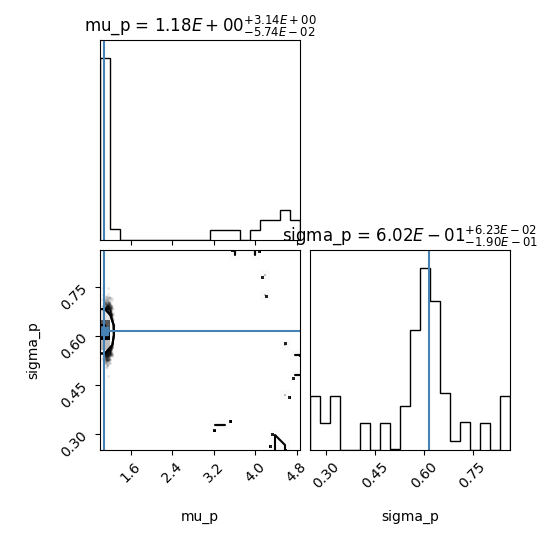 mu_p = 1.18E+00+3.14E+00−5.74E−02
sigma_p = 6.02E−01+6.23E−02−1.90E−01
0.75
0.60
0.45
0.30
sigma_p
1.6 2.4 3.2 4.0 4.8
0.30 0.45 0.60 0.75
mu_p
sigma_p